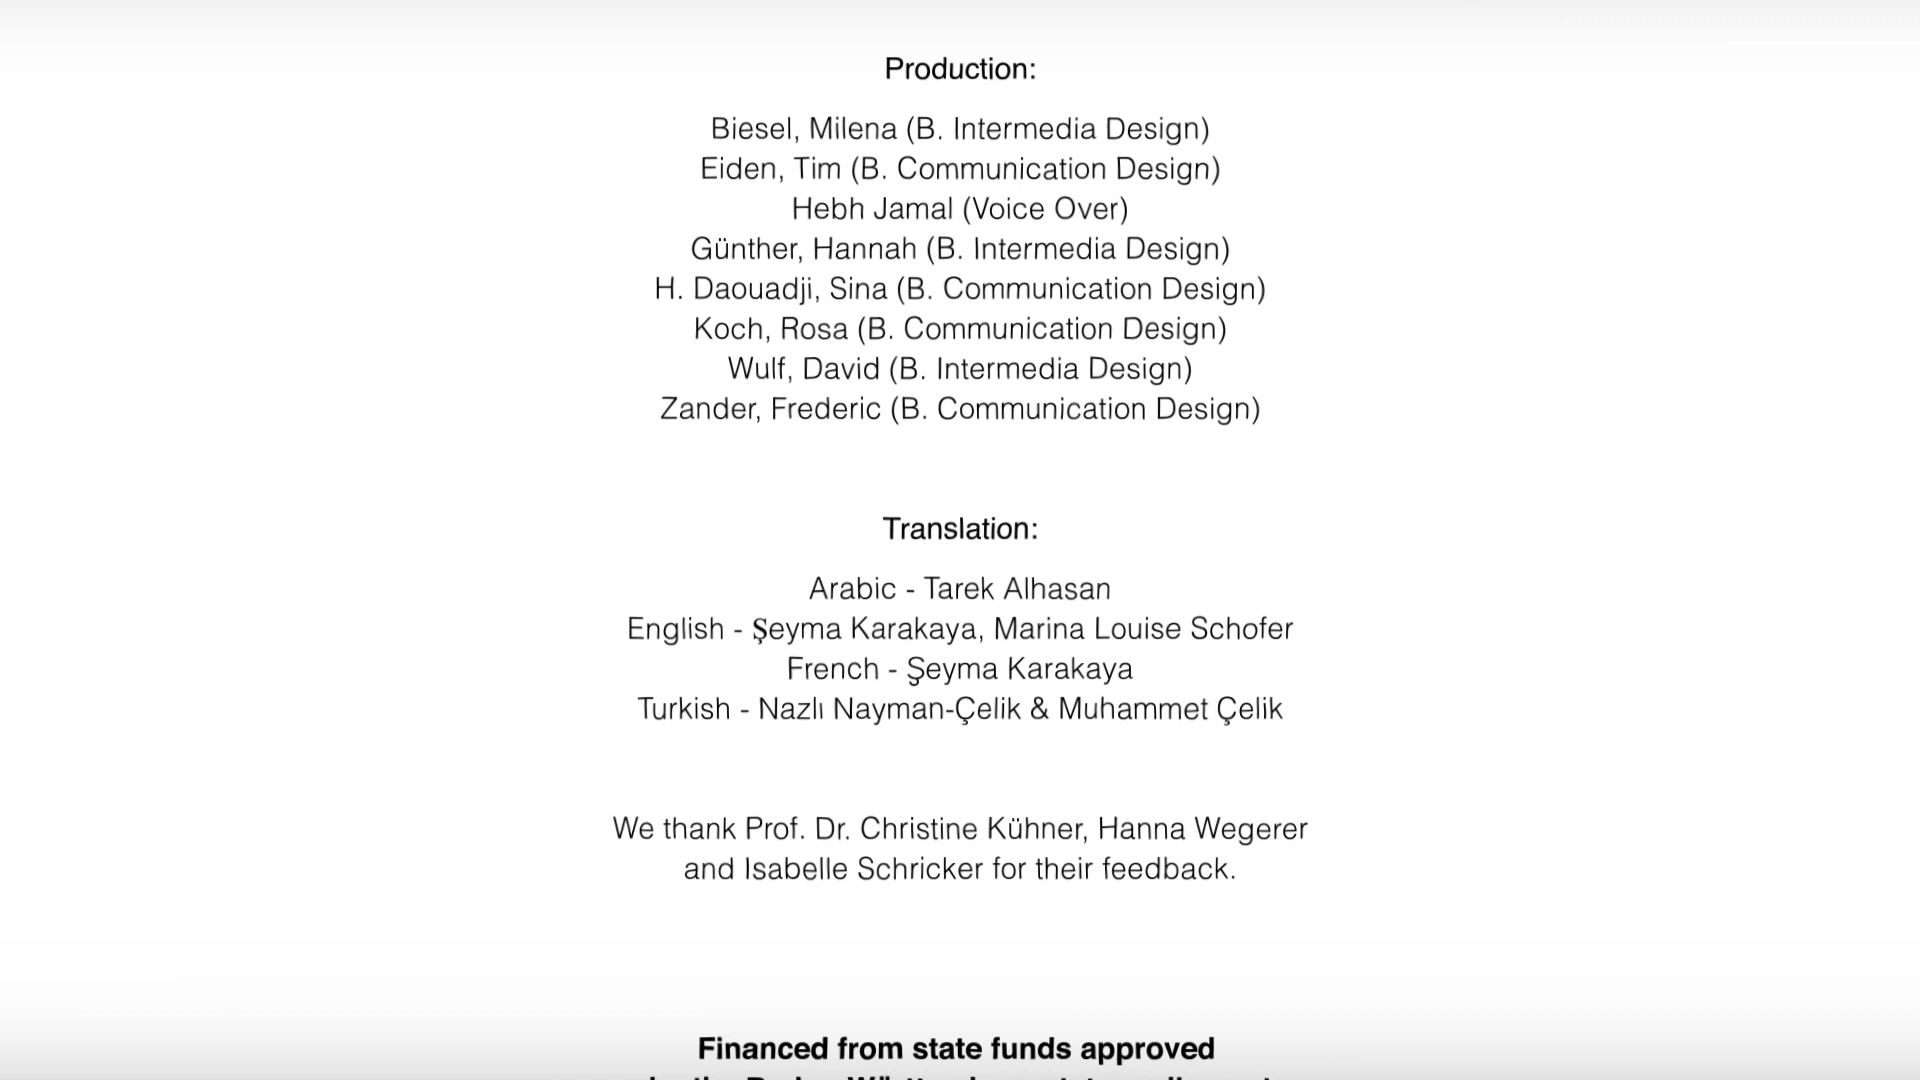 Production:
Biesel, Milena (B. Intermedia Design)
Eiden, Tim (B. Communication Design)
Hebh Jamal (Voice Over)
Günther, Hannah (B. Intermedia Design)
H. Daouadji, Sina (B. Communication Design)
Koch, Rosa (B. Communication Design)
Wulf, David (B. Intermedia Design)
Zander, Frederic (B. Communication Design)
Translation:
Arabic - Tarek Alhasan
English - Şeyma Karakaya, Marina Louise Schofer
French - Şeyma Karakaya
Turkish - Nazlı Nayman-Çelik & Muhammet Çelik
We thank Prof. Dr. Christine Kühner, Hanna Wegerer
and Isabelle Schricker for their feedback.
Financed from state funds approved